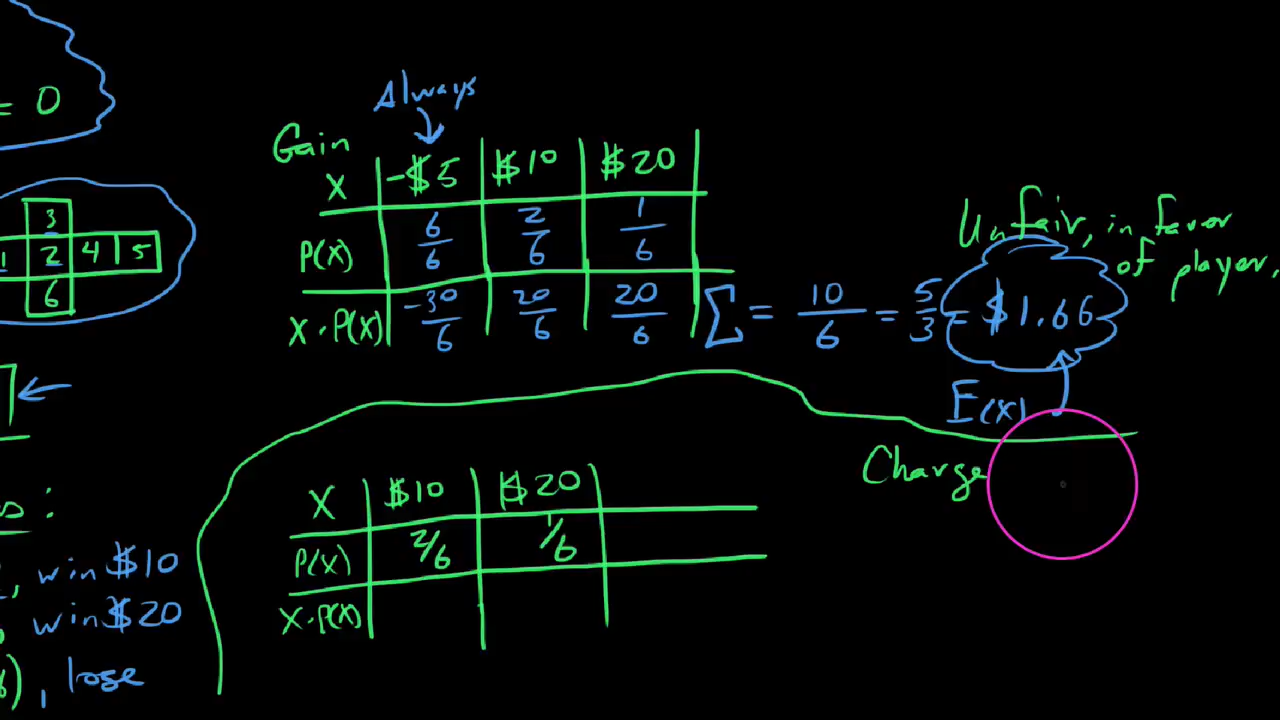 = 0
Always
Gain
X -$5 $10 $20
P(X) 6/6 2/6 1/6
X·P(X) -30/6 20/6 20/6 ∑ = 10/6 = 5/3 = $1.66
Unfair, in favor
of player,
3
1 2 4 5
6
E(X)
Charge
X $10 $20
P(X) 2/6 1/6
X·P(X)
:
, win $10
win $20
), lose